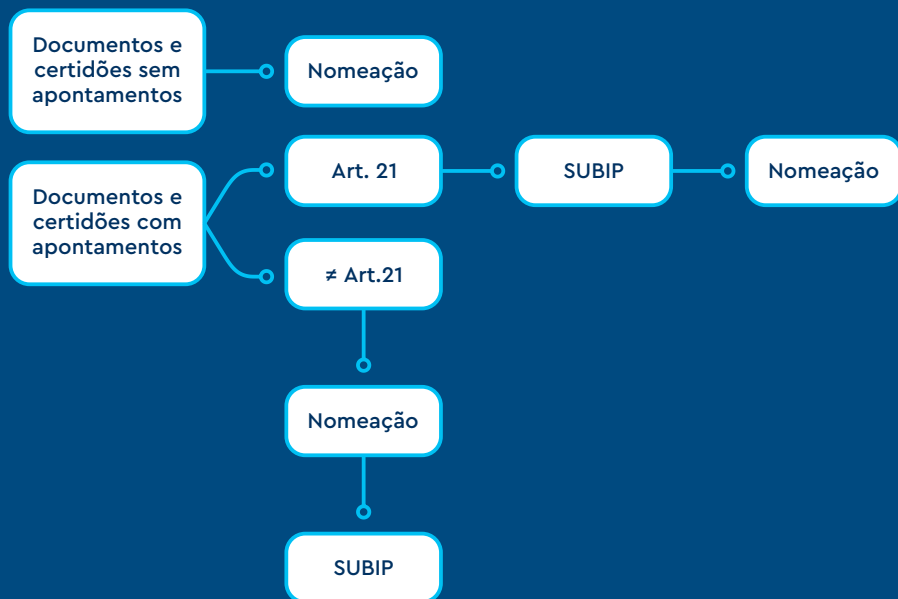 Documentos e
certidões sem
apontamentos
Nomeação
Documentos e
certidões com
apontamentos
Art. 21
SUBIP
Nomeação
≠ Art.21
Nomeação
SUBIP